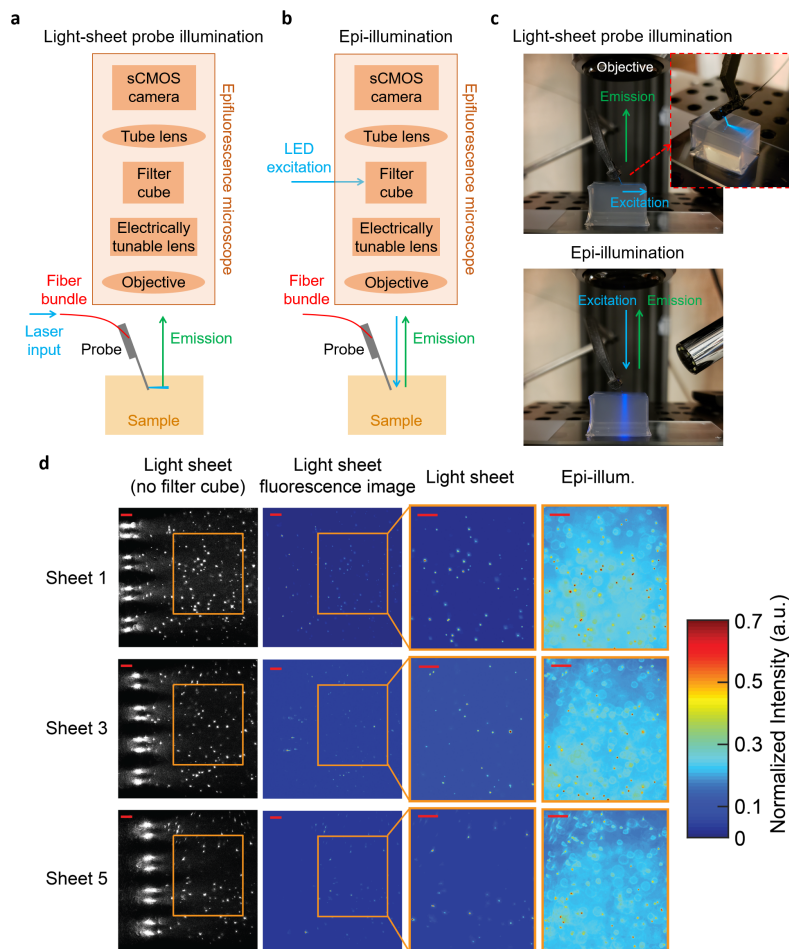 a
Light-sheet probe illumination
sCMOS
camera
Tube lens
Filter
cube
Electrically
tunable lens
Objective
Epifluorescence microscope
Fiber
bundle
Laser
input
Probe
Emission
Sample
b
Epi-illumination
sCMOS
camera
Tube lens
LED
excitation
Filter
cube
Electrically
tunable lens
Objective
Epifluorescence microscope
Fiber
bundle
Probe
Emission
Sample
c
Light-sheet probe illumination
Objective
Emission
Excitation
Epi-illumination
Excitation
Emission
d
Light sheet
(no filter cube)
Light sheet
fluorescence image
Light sheet
Epi-illum.
Sheet 1
Sheet 3
Sheet 5
0.7
0.5
0.3
0.1
0
Normalized Intensity (a.u.)